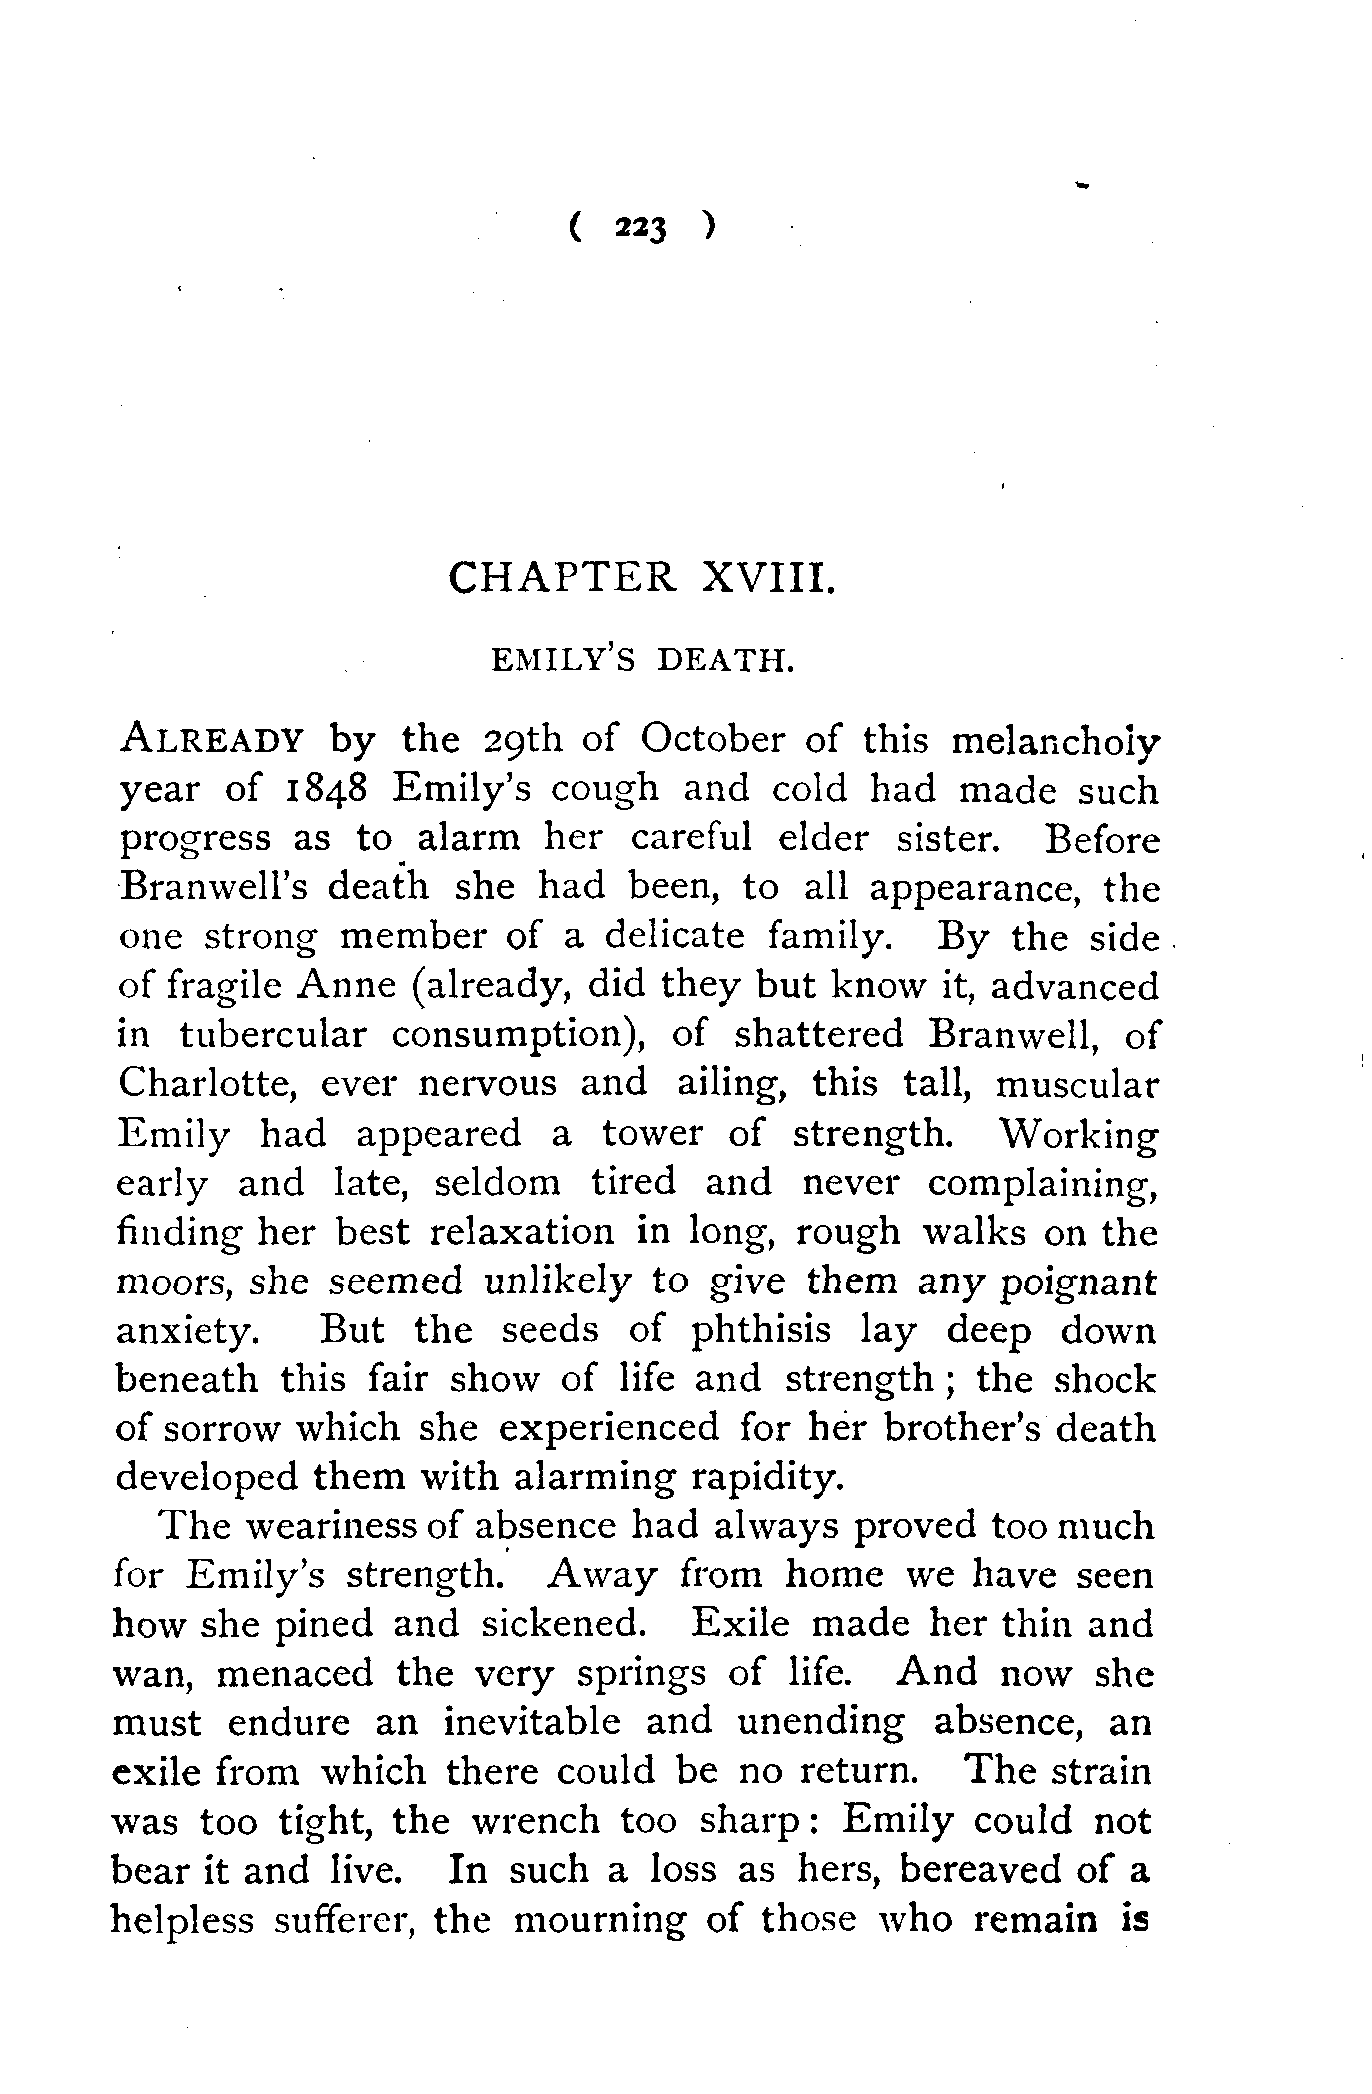 ( 223 )
CHAPTER XVIII.
EMILY'S DEATH.
ALREADY by the 29th of October of this melancholy
year of 1848 Emily's cough and cold had made such
progress as to alarm her careful elder sister. Before
Branwell's death she had been, to all appearance, the
one strong member of a delicate family. By the side
of fragile Anne (already, did they but know it, advanced
in tubercular consumption), of shattered Branwell, of
Charlotte, ever nervous and ailing, this tall, muscular
Emily had appeared a tower of strength. Working
early and late, seldom tired and never complaining,
finding her best relaxation in long, rough walks on the
moors, she seemed unlikely to give them any poignant
anxiety. But the seeds of phthisis lay deep down
beneath this fair show of life and strength; the shock
of sorrow which she experienced for her brother's death
developed them with alarming rapidity.
The weariness of absence had always proved too much
for Emily's strength. Away from home we have seen
how she pined and sickened. Exile made her thin and
wan, menaced the very springs of life. And now she
must endure an inevitable and unending absence, an
exile from which there could be no return. The strain
was too tight, the wrench too sharp: Emily could not
bear it and live. In such a loss as hers, bereaved of a
helpless sufferer, the mourning of those who remain is